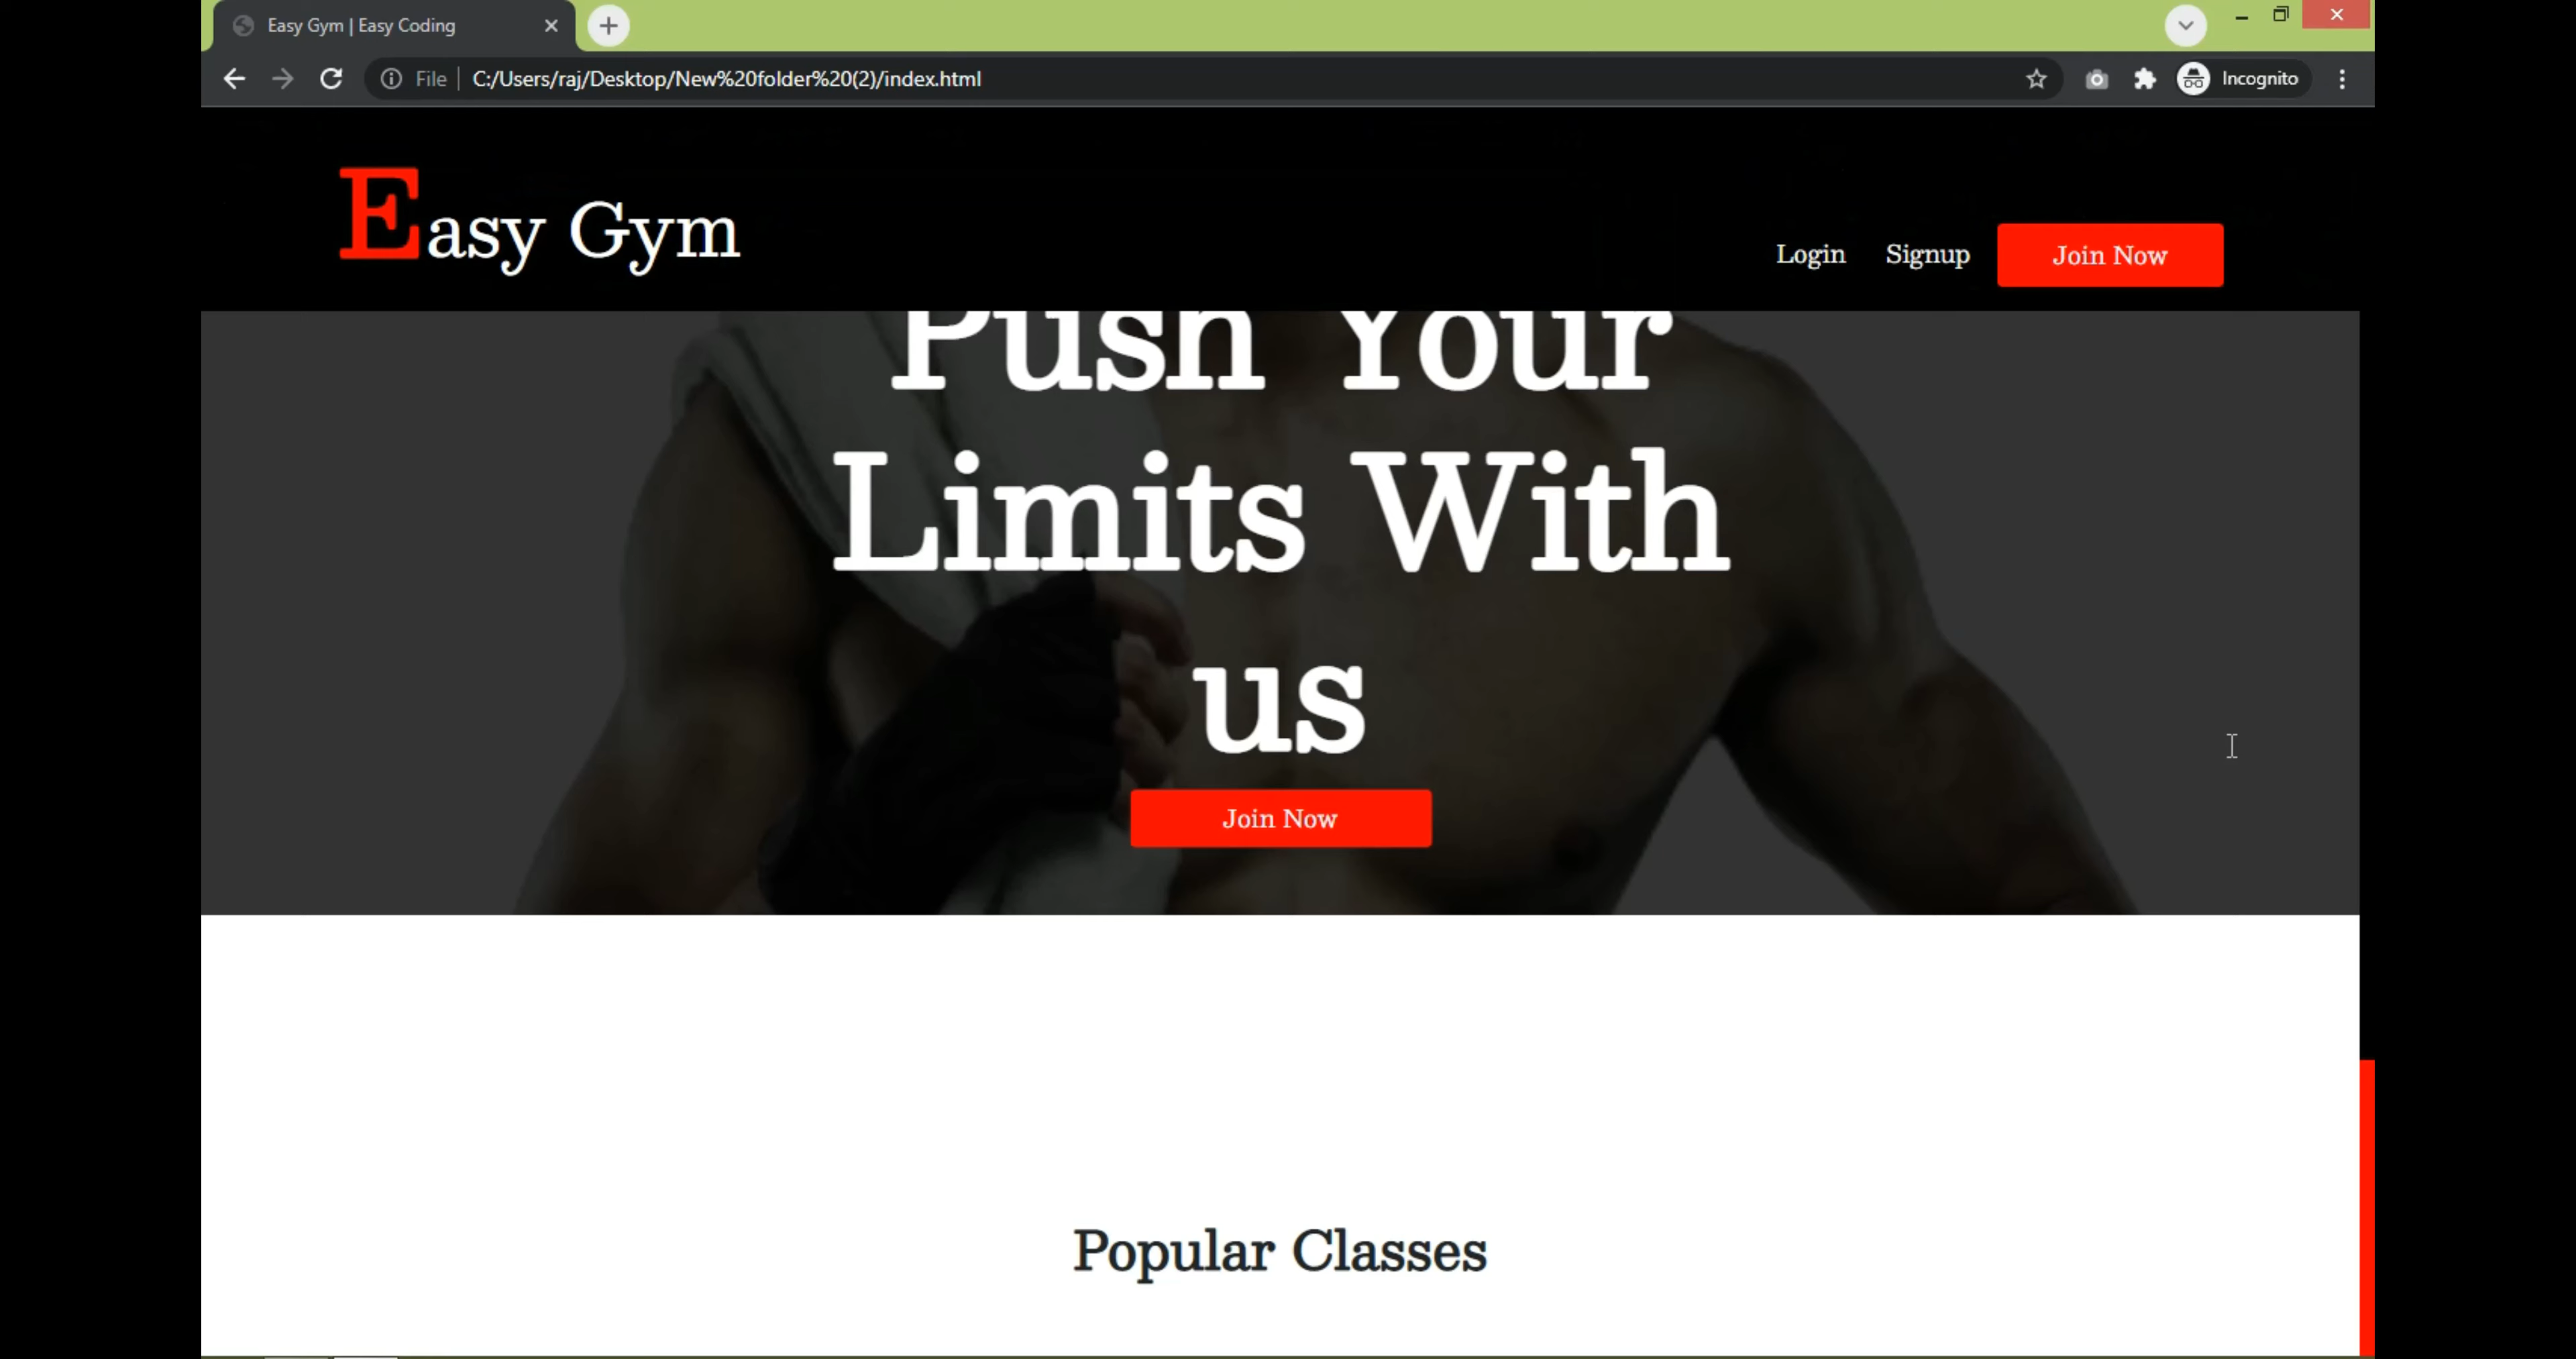 Easy Gym | Easy Coding
File C:/Users/raj/Desktop/New%20folder%20(2)/index.html
Incognito
Easy Gym
Login Signup Join Now
Push Your
Limits With
us
Join Now
Popular Classes